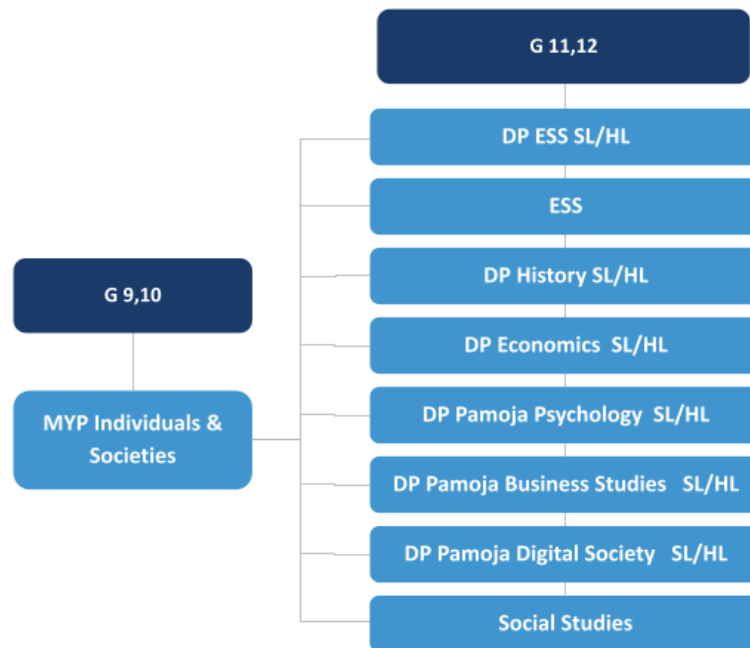 G 11,12
DP ESS SL/HL
ESS
DP History SL/HL
G 9,10
DP Economics SL/HL
MYP Individuals &
Societies
DP Pamoja Psychology SL/HL
DP Pamoja Business Studies SL/HL
DP Pamoja Digital Society SL/HL
Social Studies